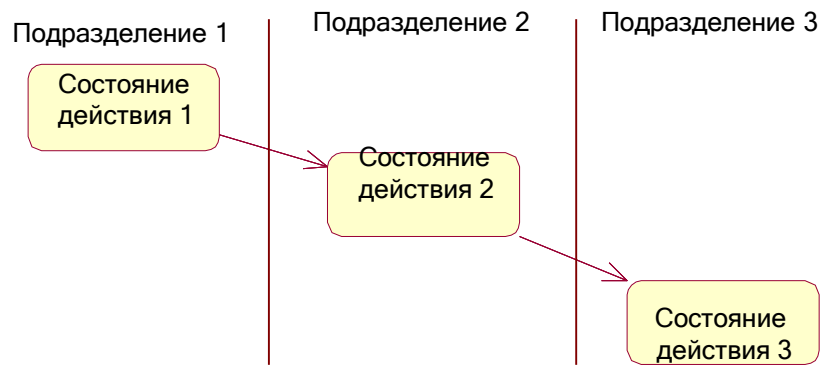 Подразделение 1
Подразделение 2
Подразделение 3
Состояние
действия 1
Состояние
действия 2
Состояние
действия 3